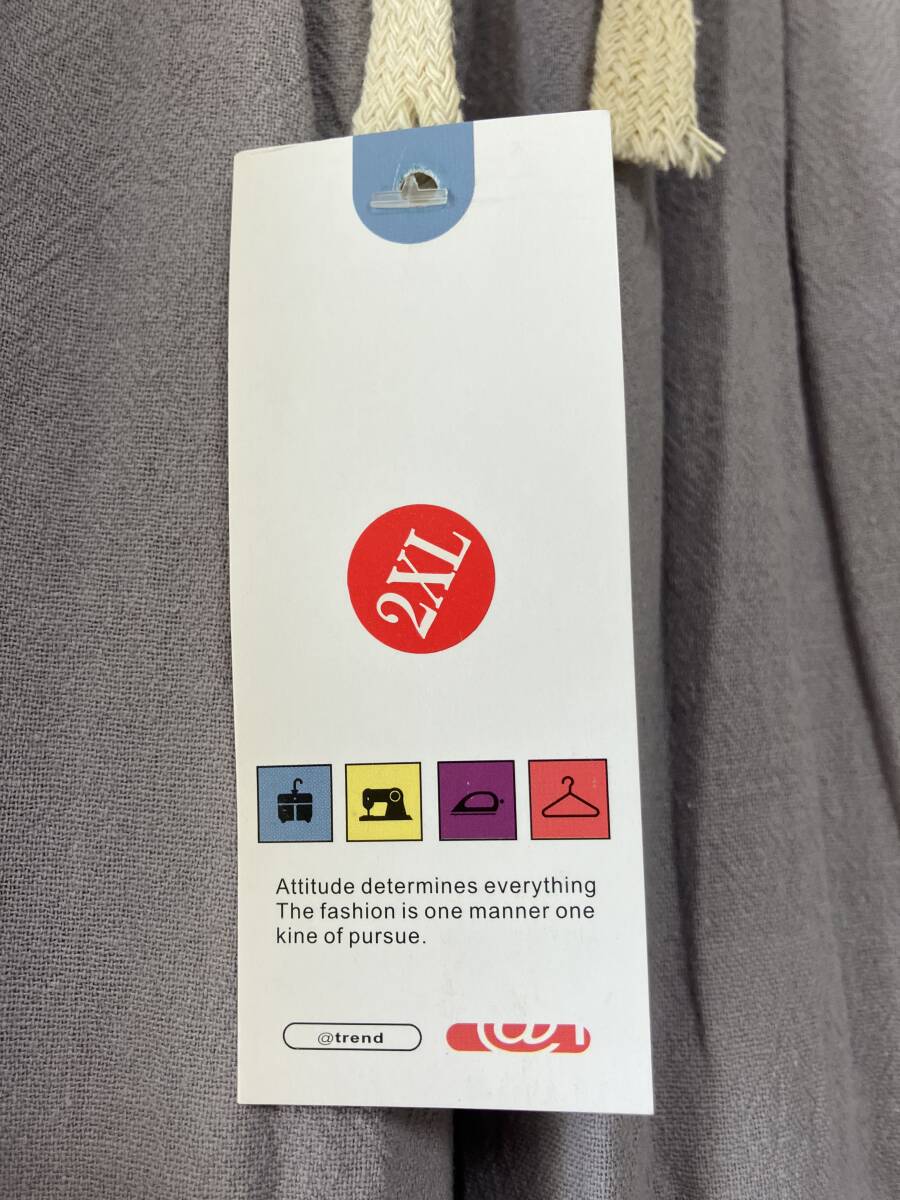 2XL
Attitude determines everything
The fashion is one manner one
kine of pursue.
@trend